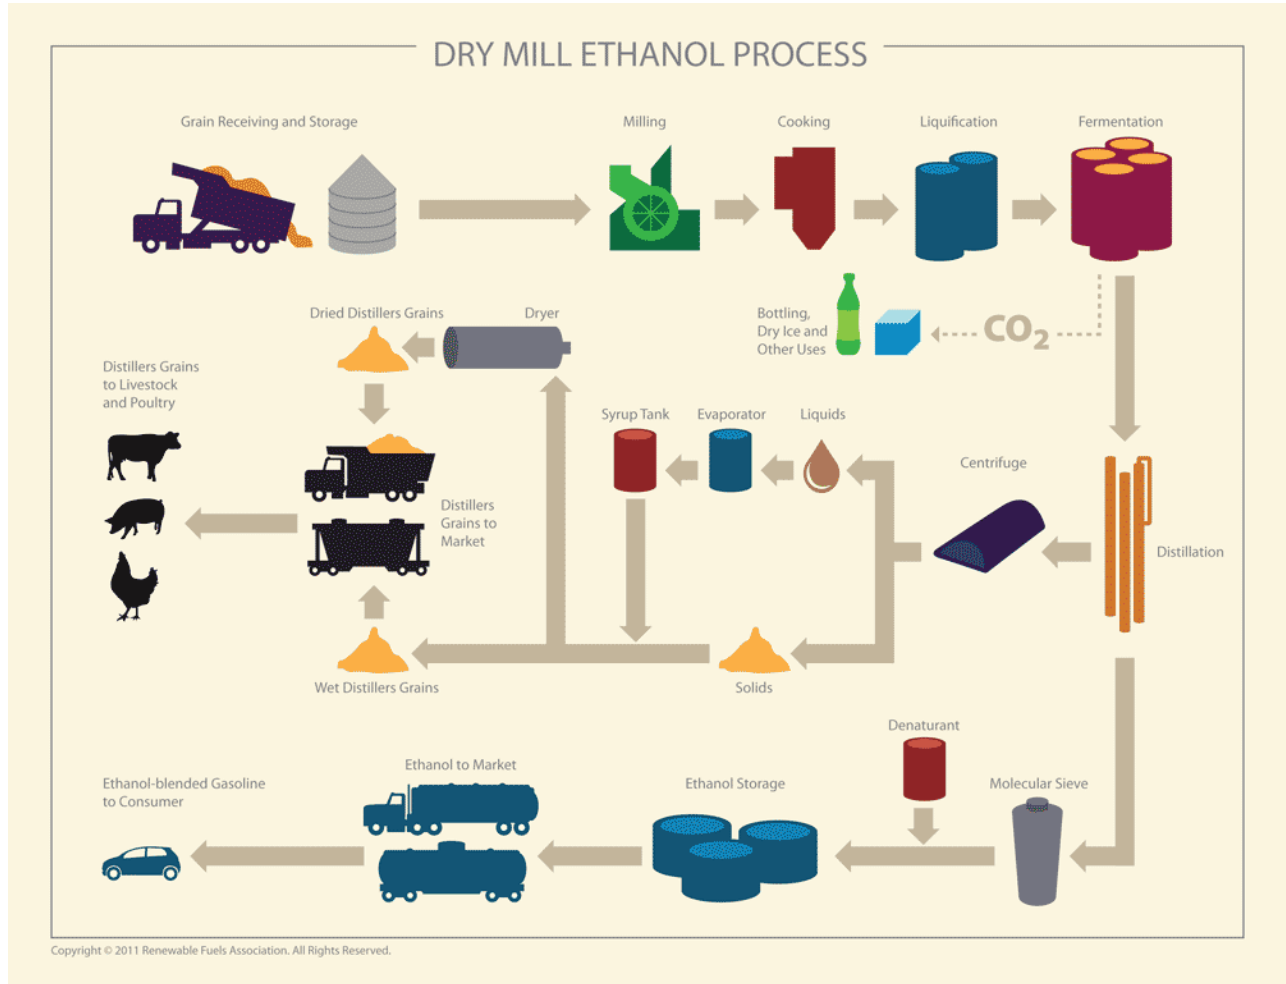 DRY MILL ETHANOL PROCESS
Grain Receiving and Storage
Milling
Cooking
Liquification
Fermentation
Bottling,
Dry Ice and
Other Uses
CO2
Dried Distillers Grains
Dryer
Distillers Grains
to Livestock
and Poultry
Syrup Tank
Evaporator
Liquids
Centrifuge
Distillers
Grains to
Market
Distillation
Wet Distillers Grains
Solids
Denaturant
Ethanol-blended Gasoline
to Consumer
Ethanol to Market
Ethanol Storage
Molecular Sieve
Copyright © 2011 Renewable Fuels Association. All Rights Reserved.